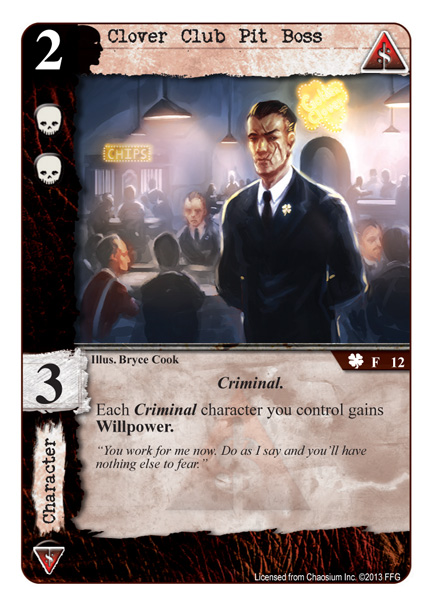 2
Clover Club Pit Boss
CHIPS
Illus. Bryce Cook
F 12
3
Character
Criminal.
Each Criminal character you control gains
Willpower.
“You work for me now. Do as I say and you’ll have
nothing else to fear.”
Licensed from Chaosium Inc. ©2013 FFG